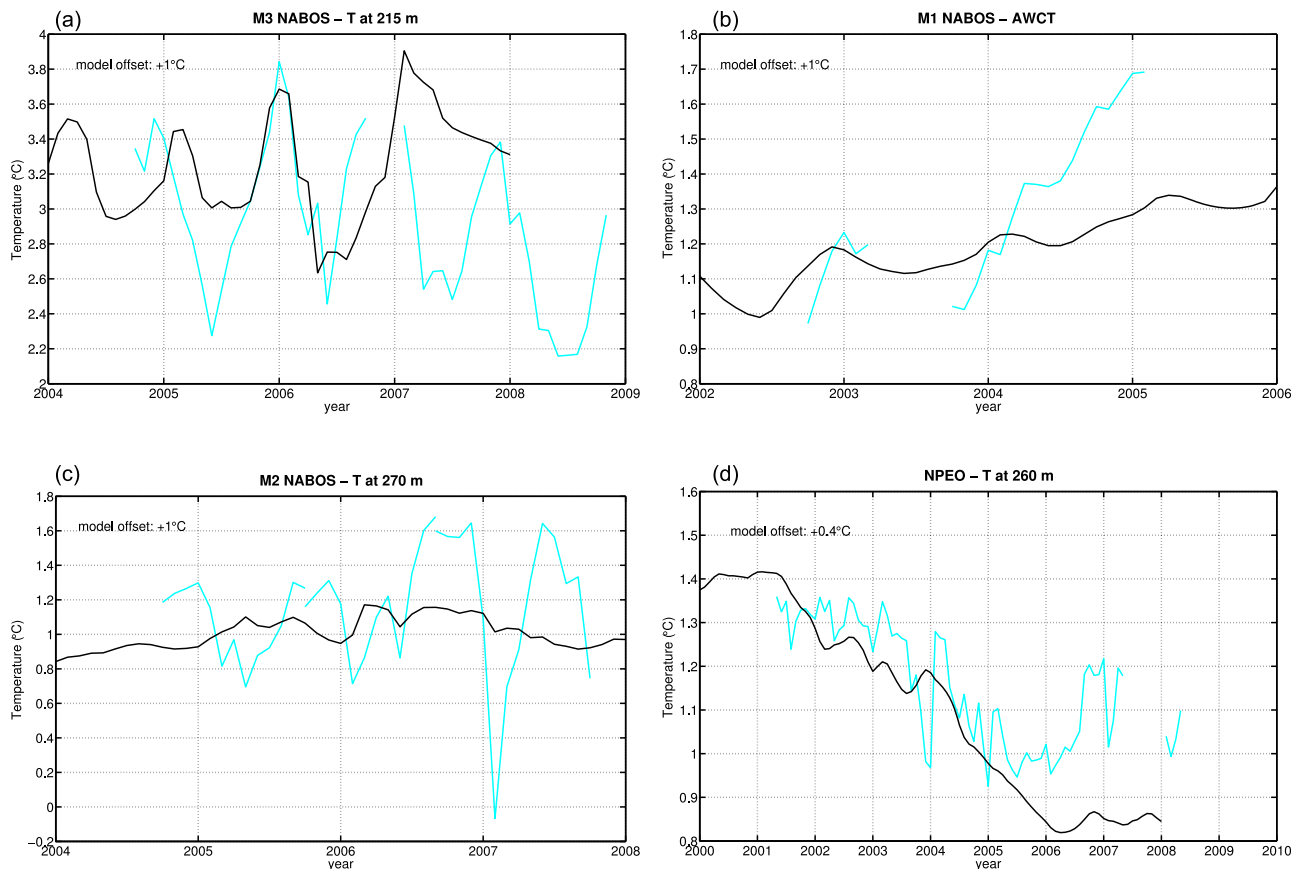 (a)
M3 NABOS – T at 215 m
model offset: +1°C
Temperature (°C)
4
3.8
3.6
3.4
3.2
3
2.8
2.6
2.4
2.2
2
2004 2005 2006 2007 2008 2009
year
(b)
M1 NABOS – AWCT
model offset: +1°C
Temperature (°C)
1.8
1.7
1.6
1.5
1.4
1.3
1.2
1.1
1
0.9
0.8
2002 2003 2004 2005 2006
year
(c)
M2 NABOS – T at 270 m
model offset: +1°C
Temperature (°C)
1.8
1.6
1.4
1.2
1
0.8
0.6
0.4
0.2
0
−0.2
2004 2005 2006 2007 2008
year
(d)
NPEO – T at 260 m
model offset: +0.4°C
Temperature (°C)
1.6
1.5
1.4
1.3
1.2
1.1
1
0.9
0.8
2000 2001 2002 2003 2004 2005 2006 2007 2008 2009 2010
year